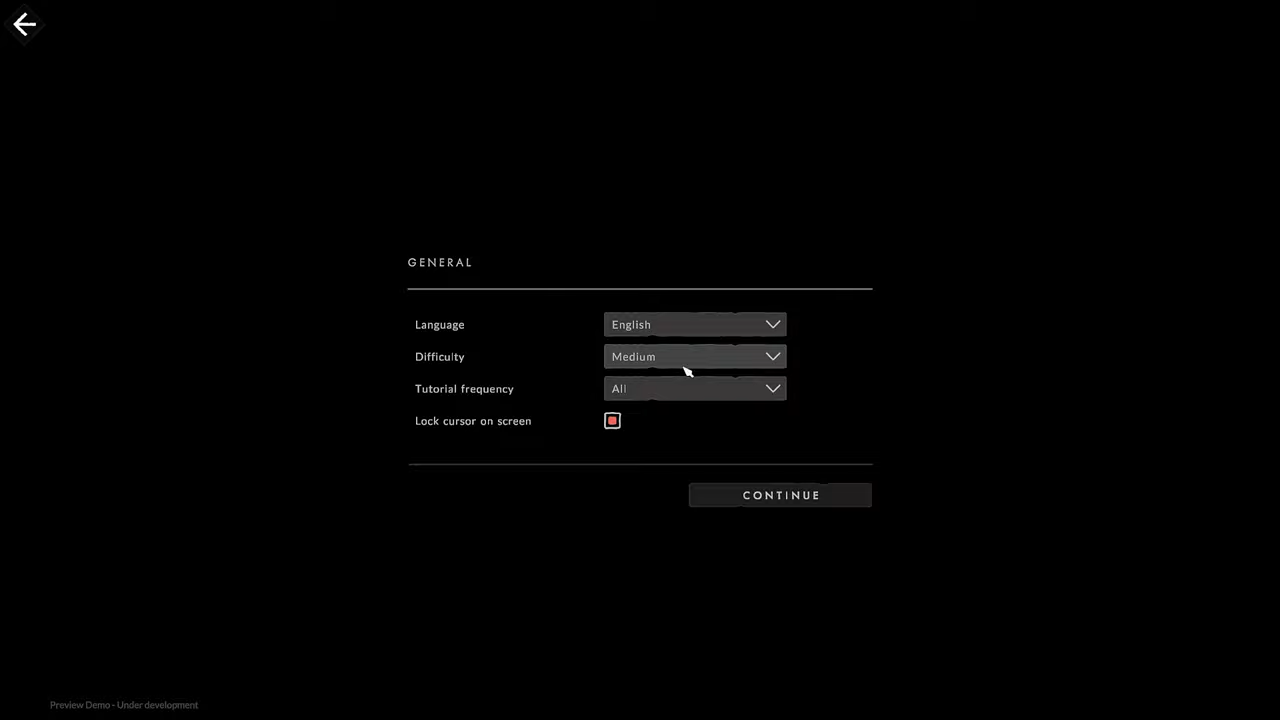 GENERAL
Language English
Difficulty Medium
Tutorial frequency All
Lock cursor on screen
CONTINUE
Preview Demo - Under development